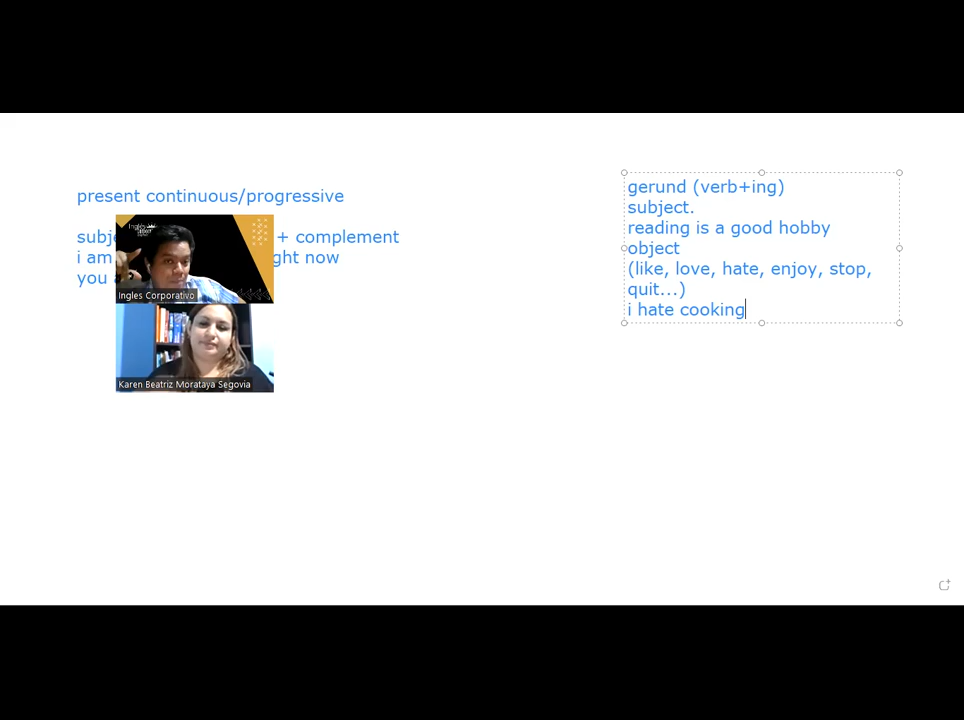 present continuous/progressive
+ complement
i am ght now
you
Ingles Corporativo
Karen Beatriz Morataya Segovia
gerund (verb+ing)
subject.
reading is a good hobby
object
(like, love, hate, enjoy, stop,
quit...)
i hate cooking